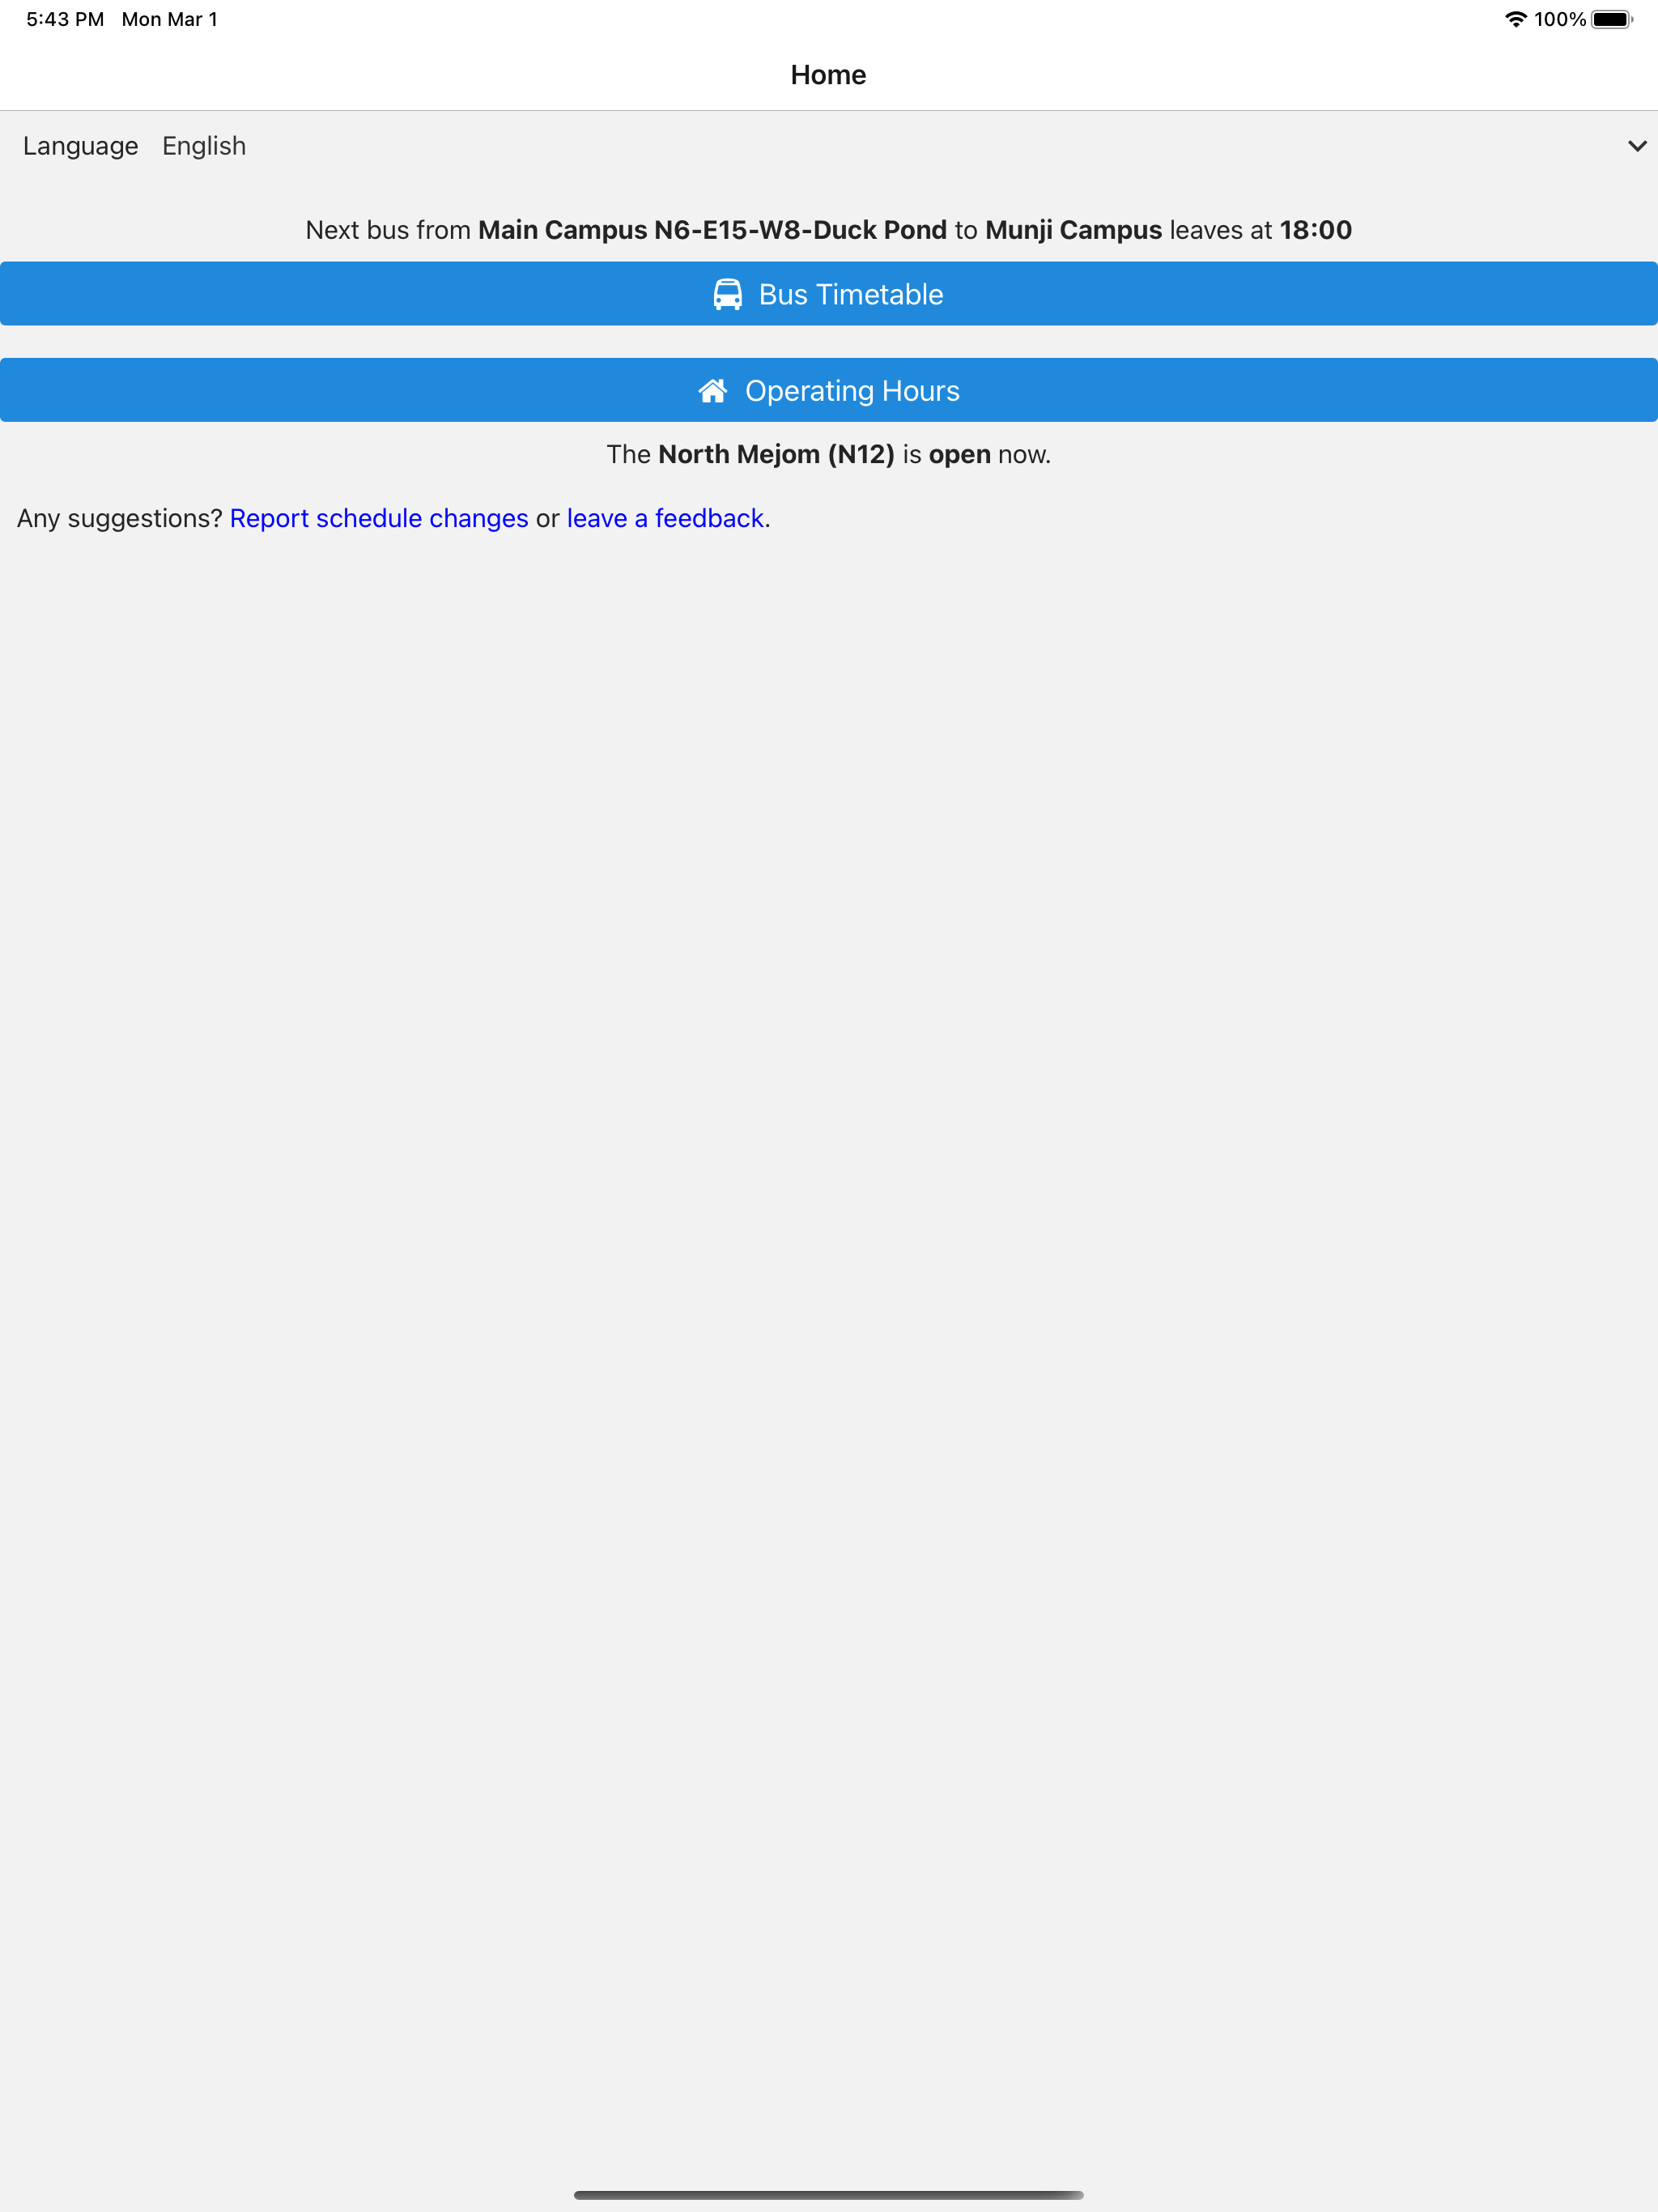 5:43 PM Mon Mar 1 100%
Home
Language English
Next bus from Main Campus N6-E15-W8-Duck Pond to Munji Campus leaves at 18:00
Bus Timetable
Operating Hours
The North Mejom (N12) is open now.
Any suggestions? Report schedule changes or leave a feedback.